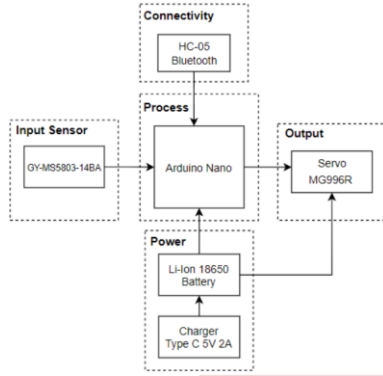 Connectivity
HC-05
Bluetooth
Process
Input Sensor
Output
GY-MS5803-14BA
Arduino Nano
Servo
MG996R
Power
Li-Ion 18650
Battery
Charger
Type C 5V 2A